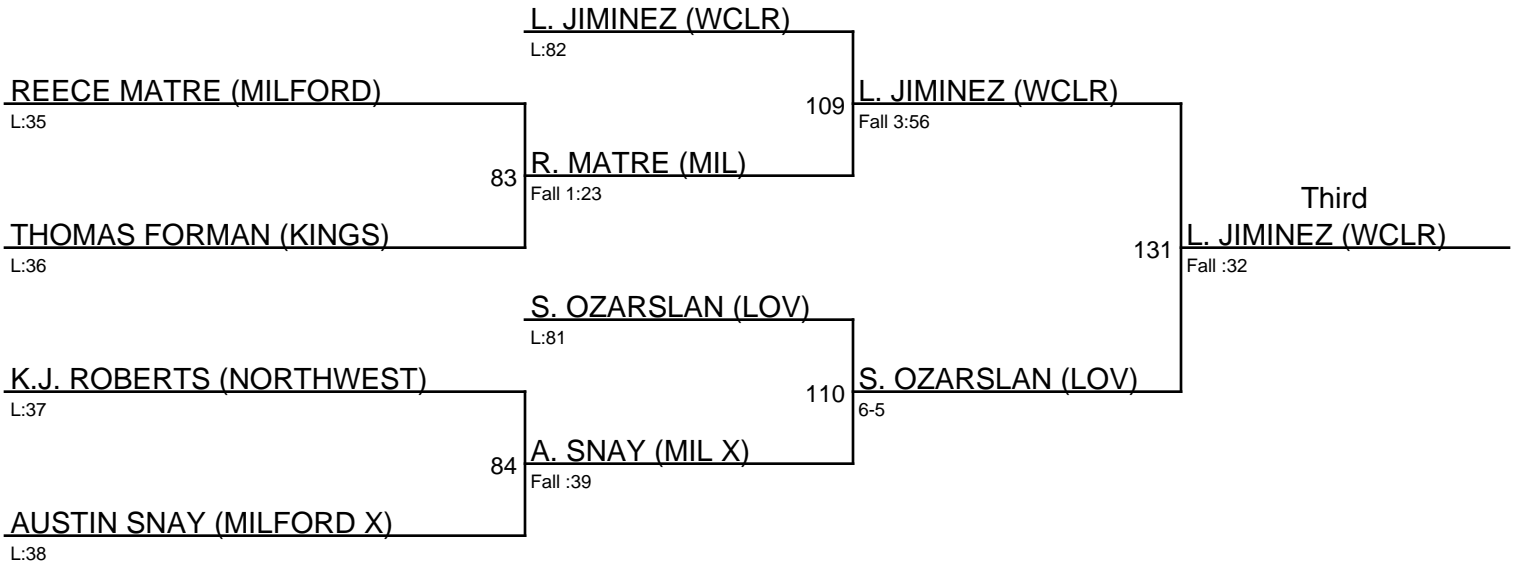 L. JIMINEZ (WCLR)
L:82
REECE MATRE (MILFORD)
L:35
109
L. JIMINEZ (WCLR)
Fall 3:56
83
R. MATRE (MIL)
Fall 1:23
Third
THOMAS FORMAN (KINGS)
L:36
131
L. JIMINEZ (WCLR)
Fall :32
S. OZARSLAN (LOV)
L:81
K.J. ROBERTS (NORTHWEST)
L:37
110
S. OZARSLAN (LOV)
6-5
84
A. SNAY (MIL X)
Fall :39
AUSTIN SNAY (MILFORD X)
L:38